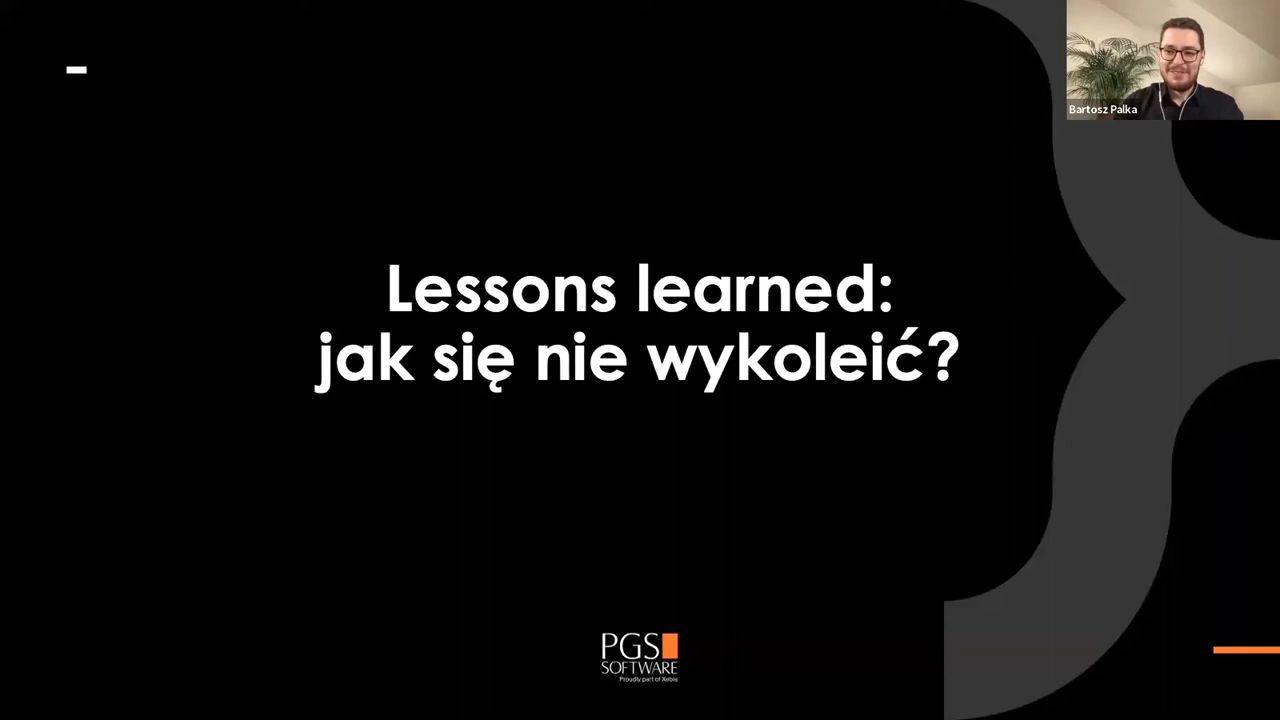 Bartosz Palka
Lessons learned:
jak się nie wykoleić?
PGS
SOFTWARE
Proudly part of Xebia